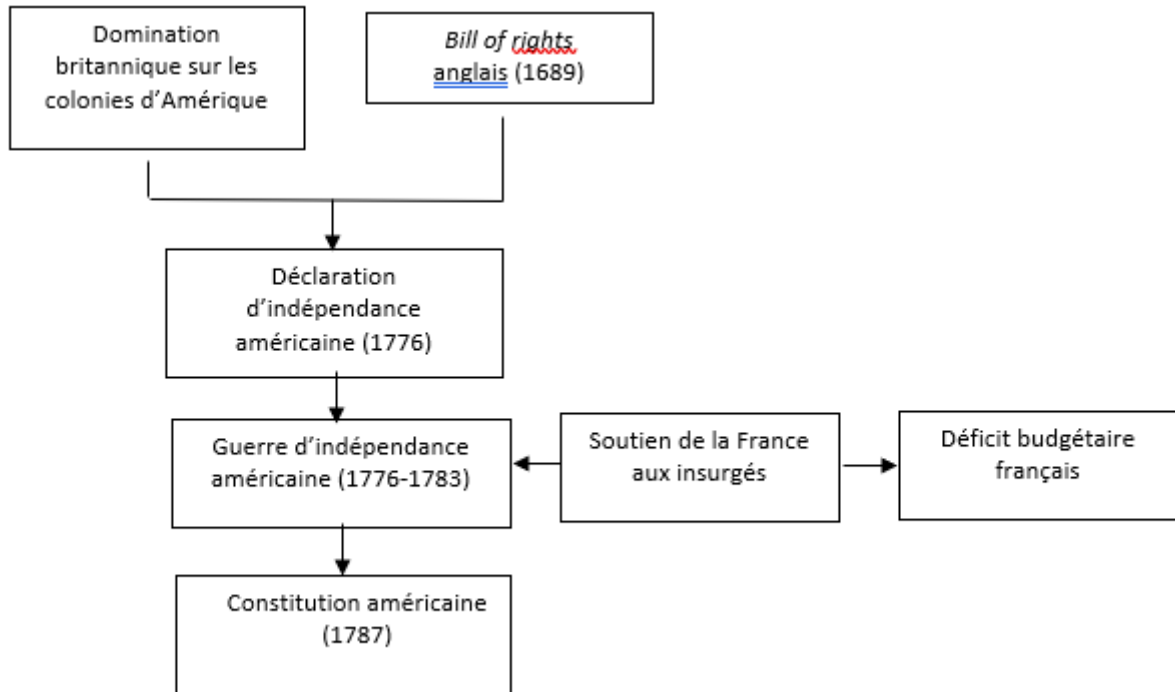 Domination
britannique sur les
colonies d’Amérique
Bill of rights
anglais (1689)
Déclaration
d’indépendance
américaine (1776)
Guerre d’indépendance
américaine (1776-1783)
Soutien de la France
aux insurgés
Déficit budgétaire
français
Constitution américaine
(1787)